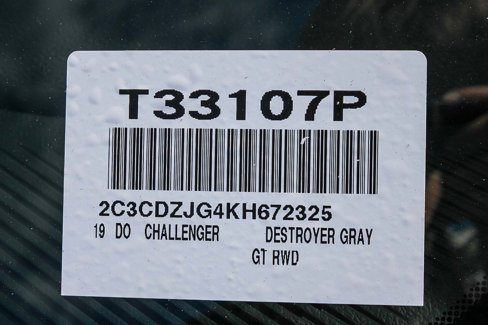 T33107P
2C3CDZJG4KH672325
19 DO CHALLENGER DESTROYER GRAY
GT RWD